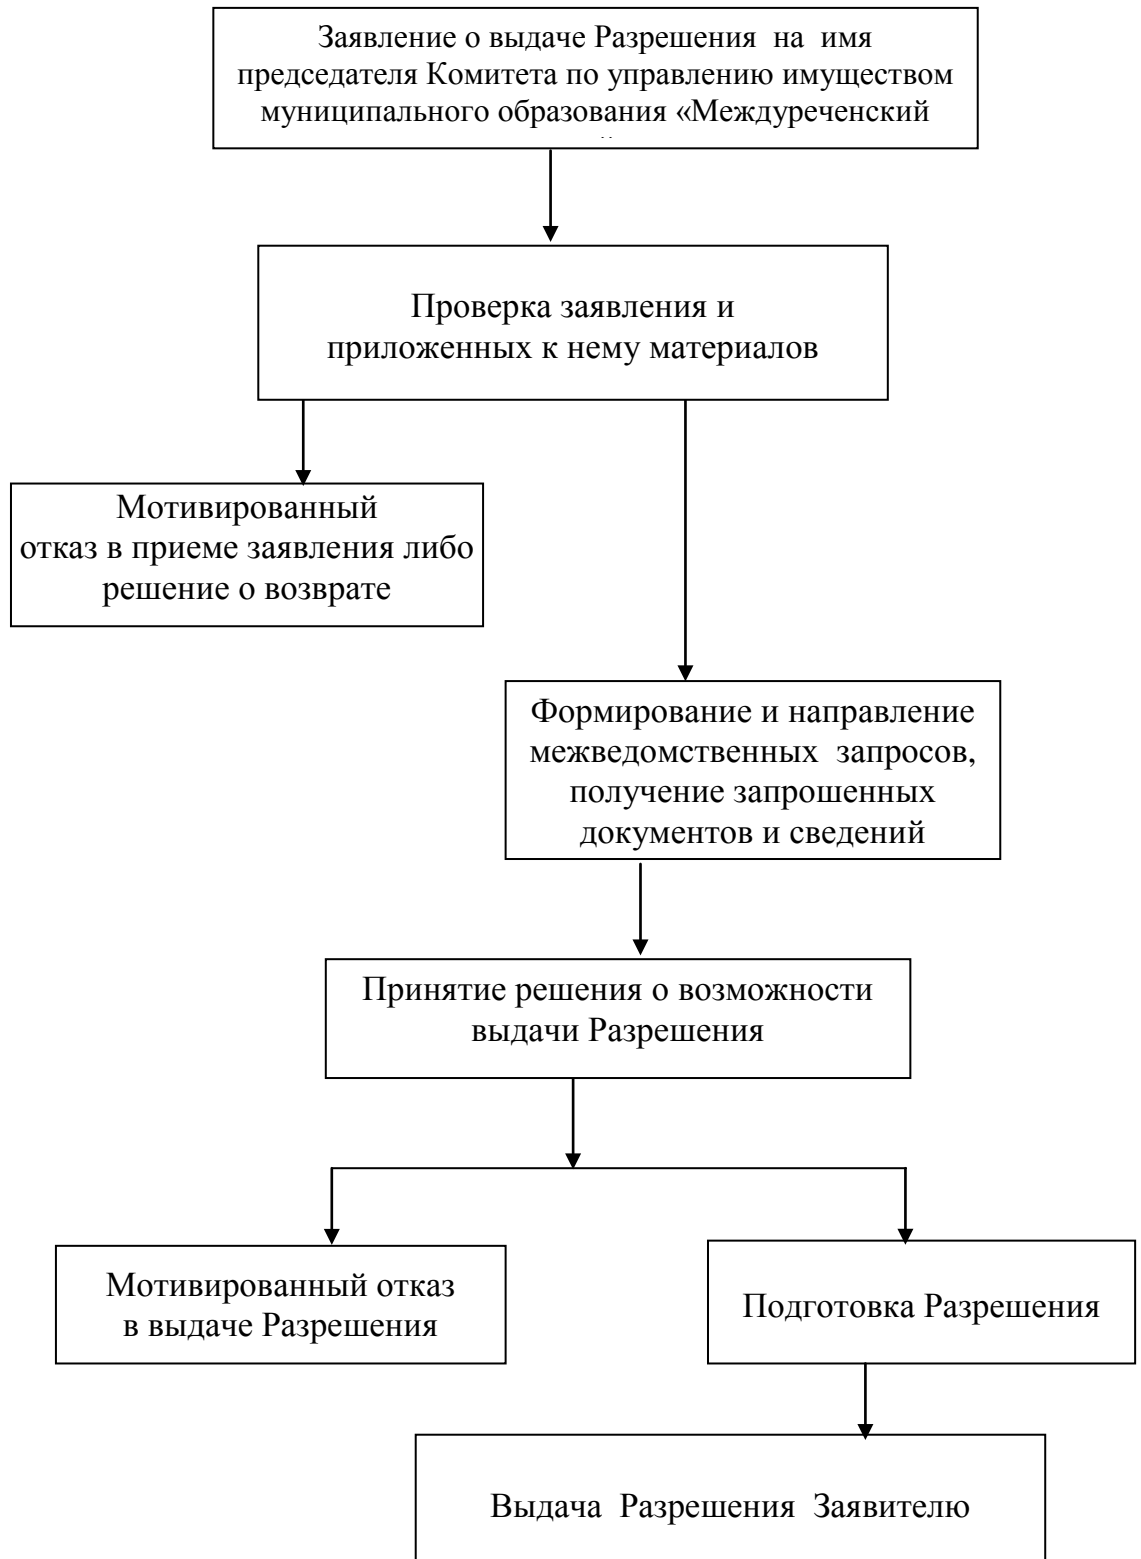 Заявление о выдаче Разрешения на имя
председателя Комитета по управлению имуществом
муниципального образования «Междуреченский
Проверка заявления и
приложенных к нему материалов
Мотивированный
отказ в приеме заявления либо
решение о возврате
Формирование и направление
межведомственных запросов,
получение запрошенных
документов и сведений
Принятие решения о возможности
выдачи Разрешения
Мотивированный отказ
в выдаче Разрешения
Подготовка Разрешения
Выдача Разрешения Заявителю